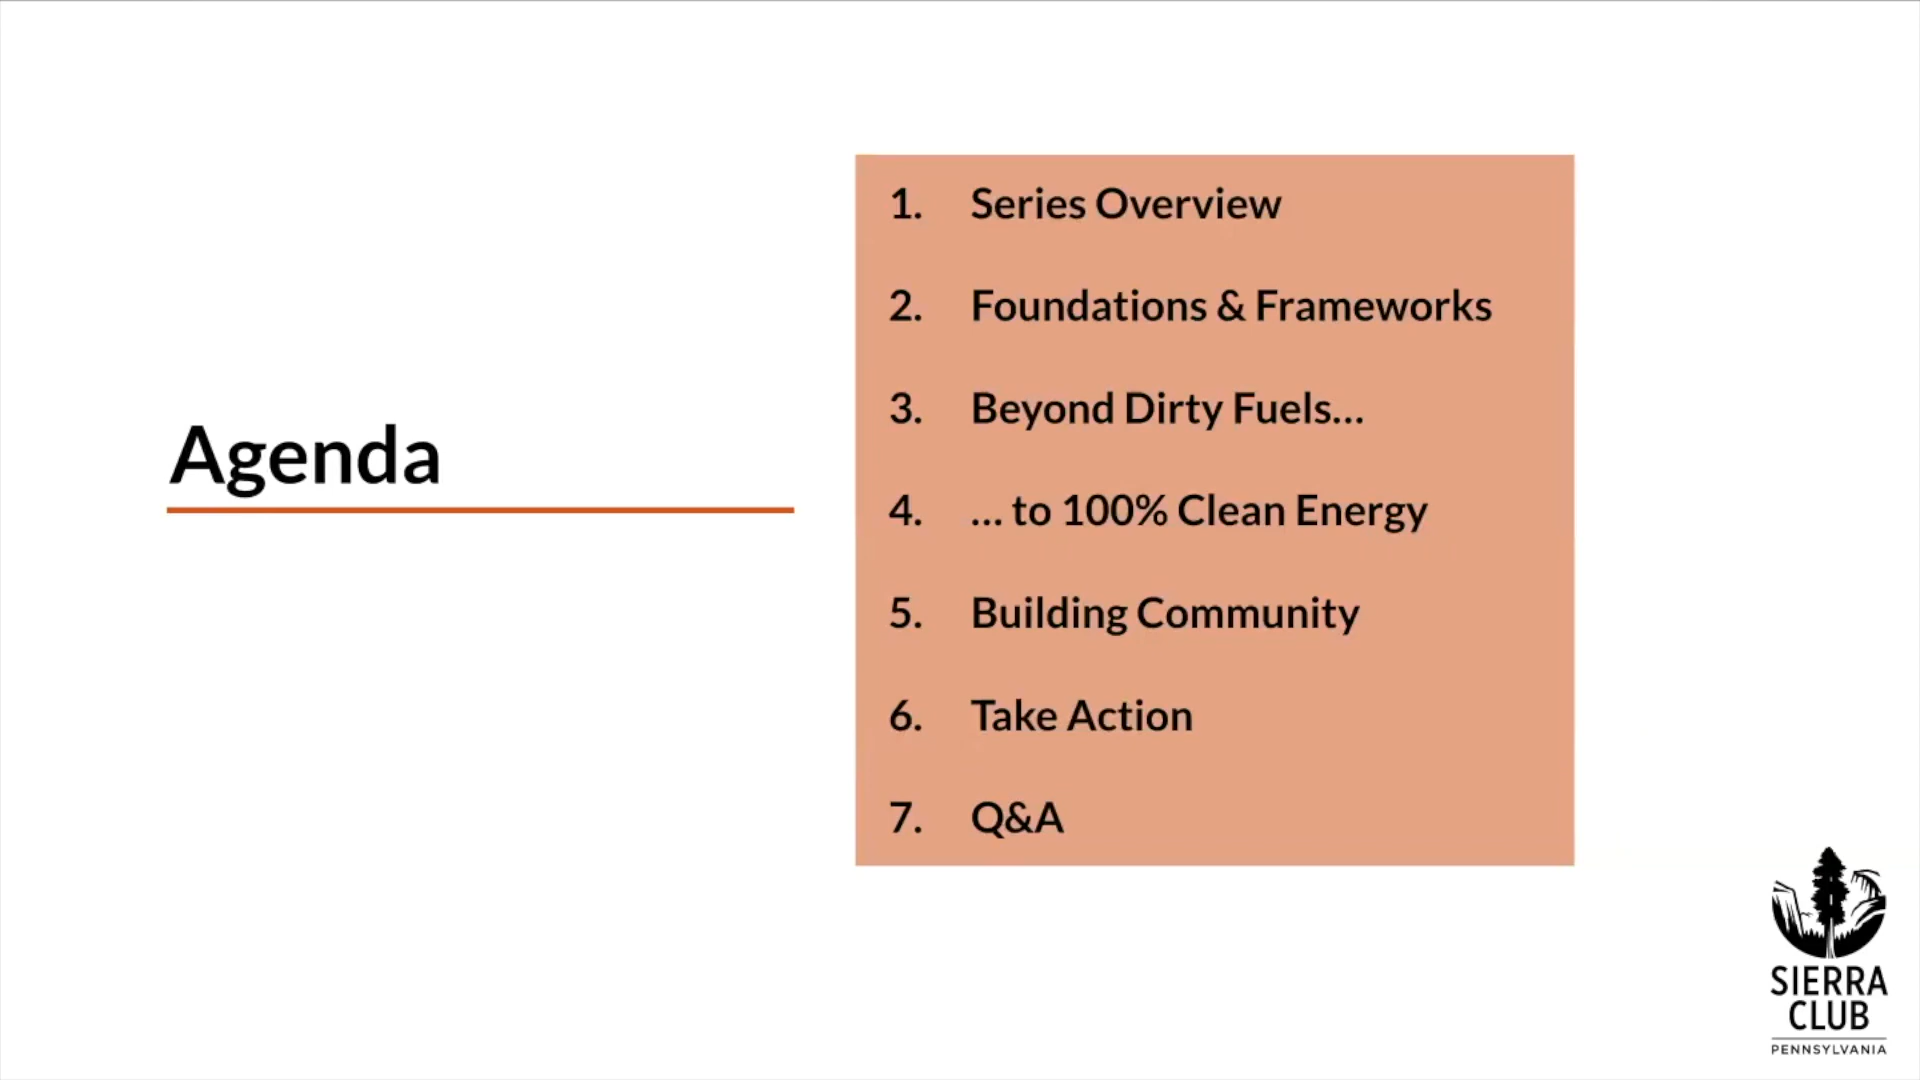 Agenda
1. Series Overview
2. Foundations & Frameworks
3. Beyond Dirty Fuels...
4. ... to 100% Clean Energy
5. Building Community
6. Take Action
7. Q&A
SIERRA
CLUB
PENNSYLVANIA